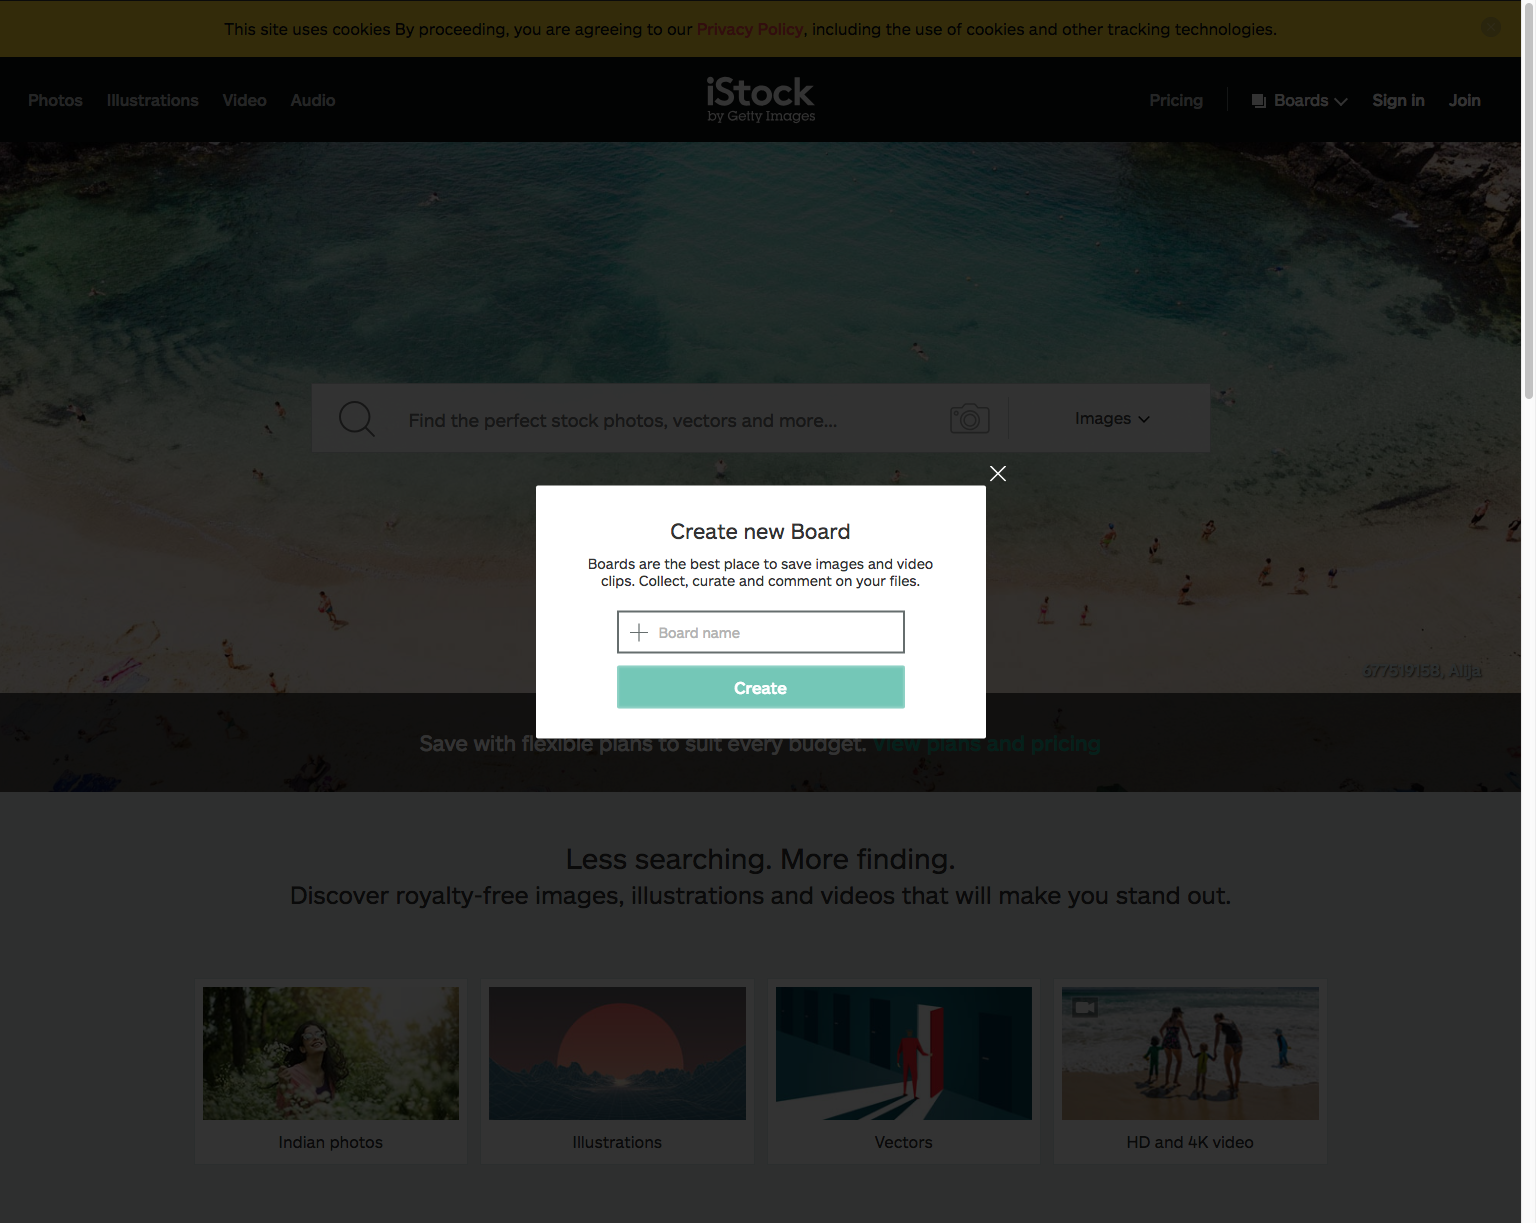 This site uses cookies By proceeding, you are agreeing to our Privacy Policy, including the use of cookies and other tracking technologies.
Photos Illustrations Video Audio
iStock
by Getty Images
Pricing Boards Sign in Join
Find the perfect stock photos, vectors and more...
Images
Create new Board
Boards are the best place to save images and video
clips. Collect, curate and comment on your files.
Board name
Create
677519158, Alija
Save with flexible plans to suit every budget. View plans and pricing
Less searching. More finding.
Discover royalty-free images, illustrations and videos that will make you stand out.
Indian photos
Illustrations
Vectors
HD and 4K video